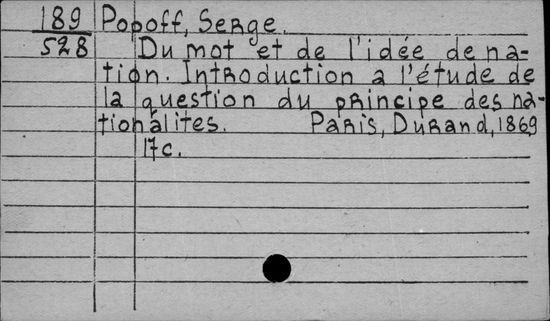 189 Popoff, Serge.
528 Du mot et de l'idée de na-
tion. Introduction a l'étude de
la question du principe des na-
tionálites. Paris, Durand, 1869
17c.